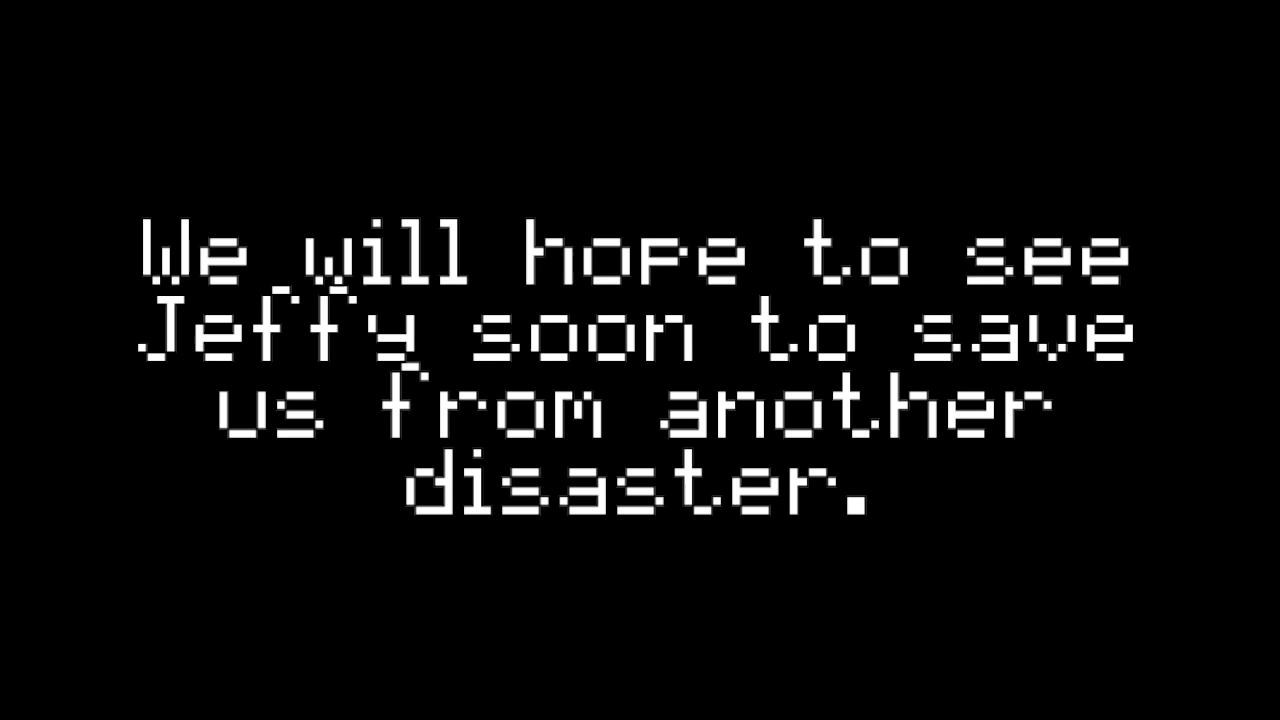 We will hope to see
Jeffy soon to save
us from another
disaster.